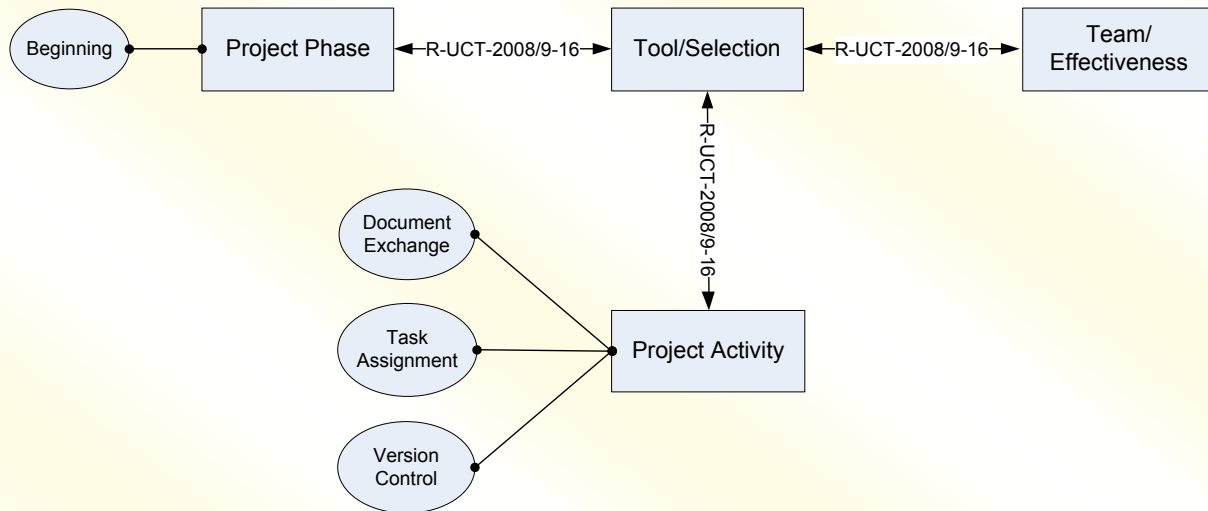 Beginning
Project Phase
R-UCT-2008/9-16
Tool/Selection
R-UCT-2008/9-16
Team/
Effectiveness
R-UCT-2008/9-16
Document
Exchange
Task
Assignment
Project Activity
Version
Control